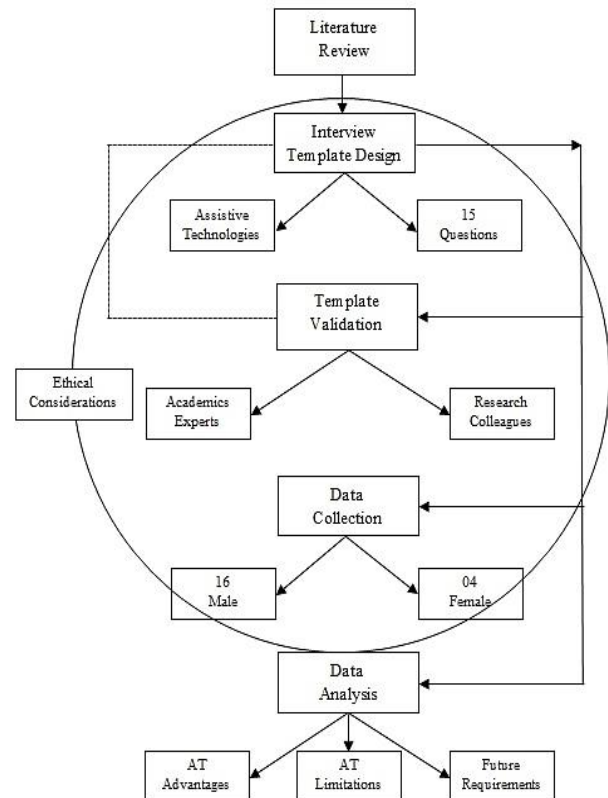 Literature
Review
Interview
Template Design
Assistive
Technologies
15
Questions
Template
Validation
Ethical
Considerations
Academics
Experts
Research
Colleagues
Data
Collection
16
Male
04
Female
Data
Analysis
AT
Advantages
AT
Limitations
Future
Requirements